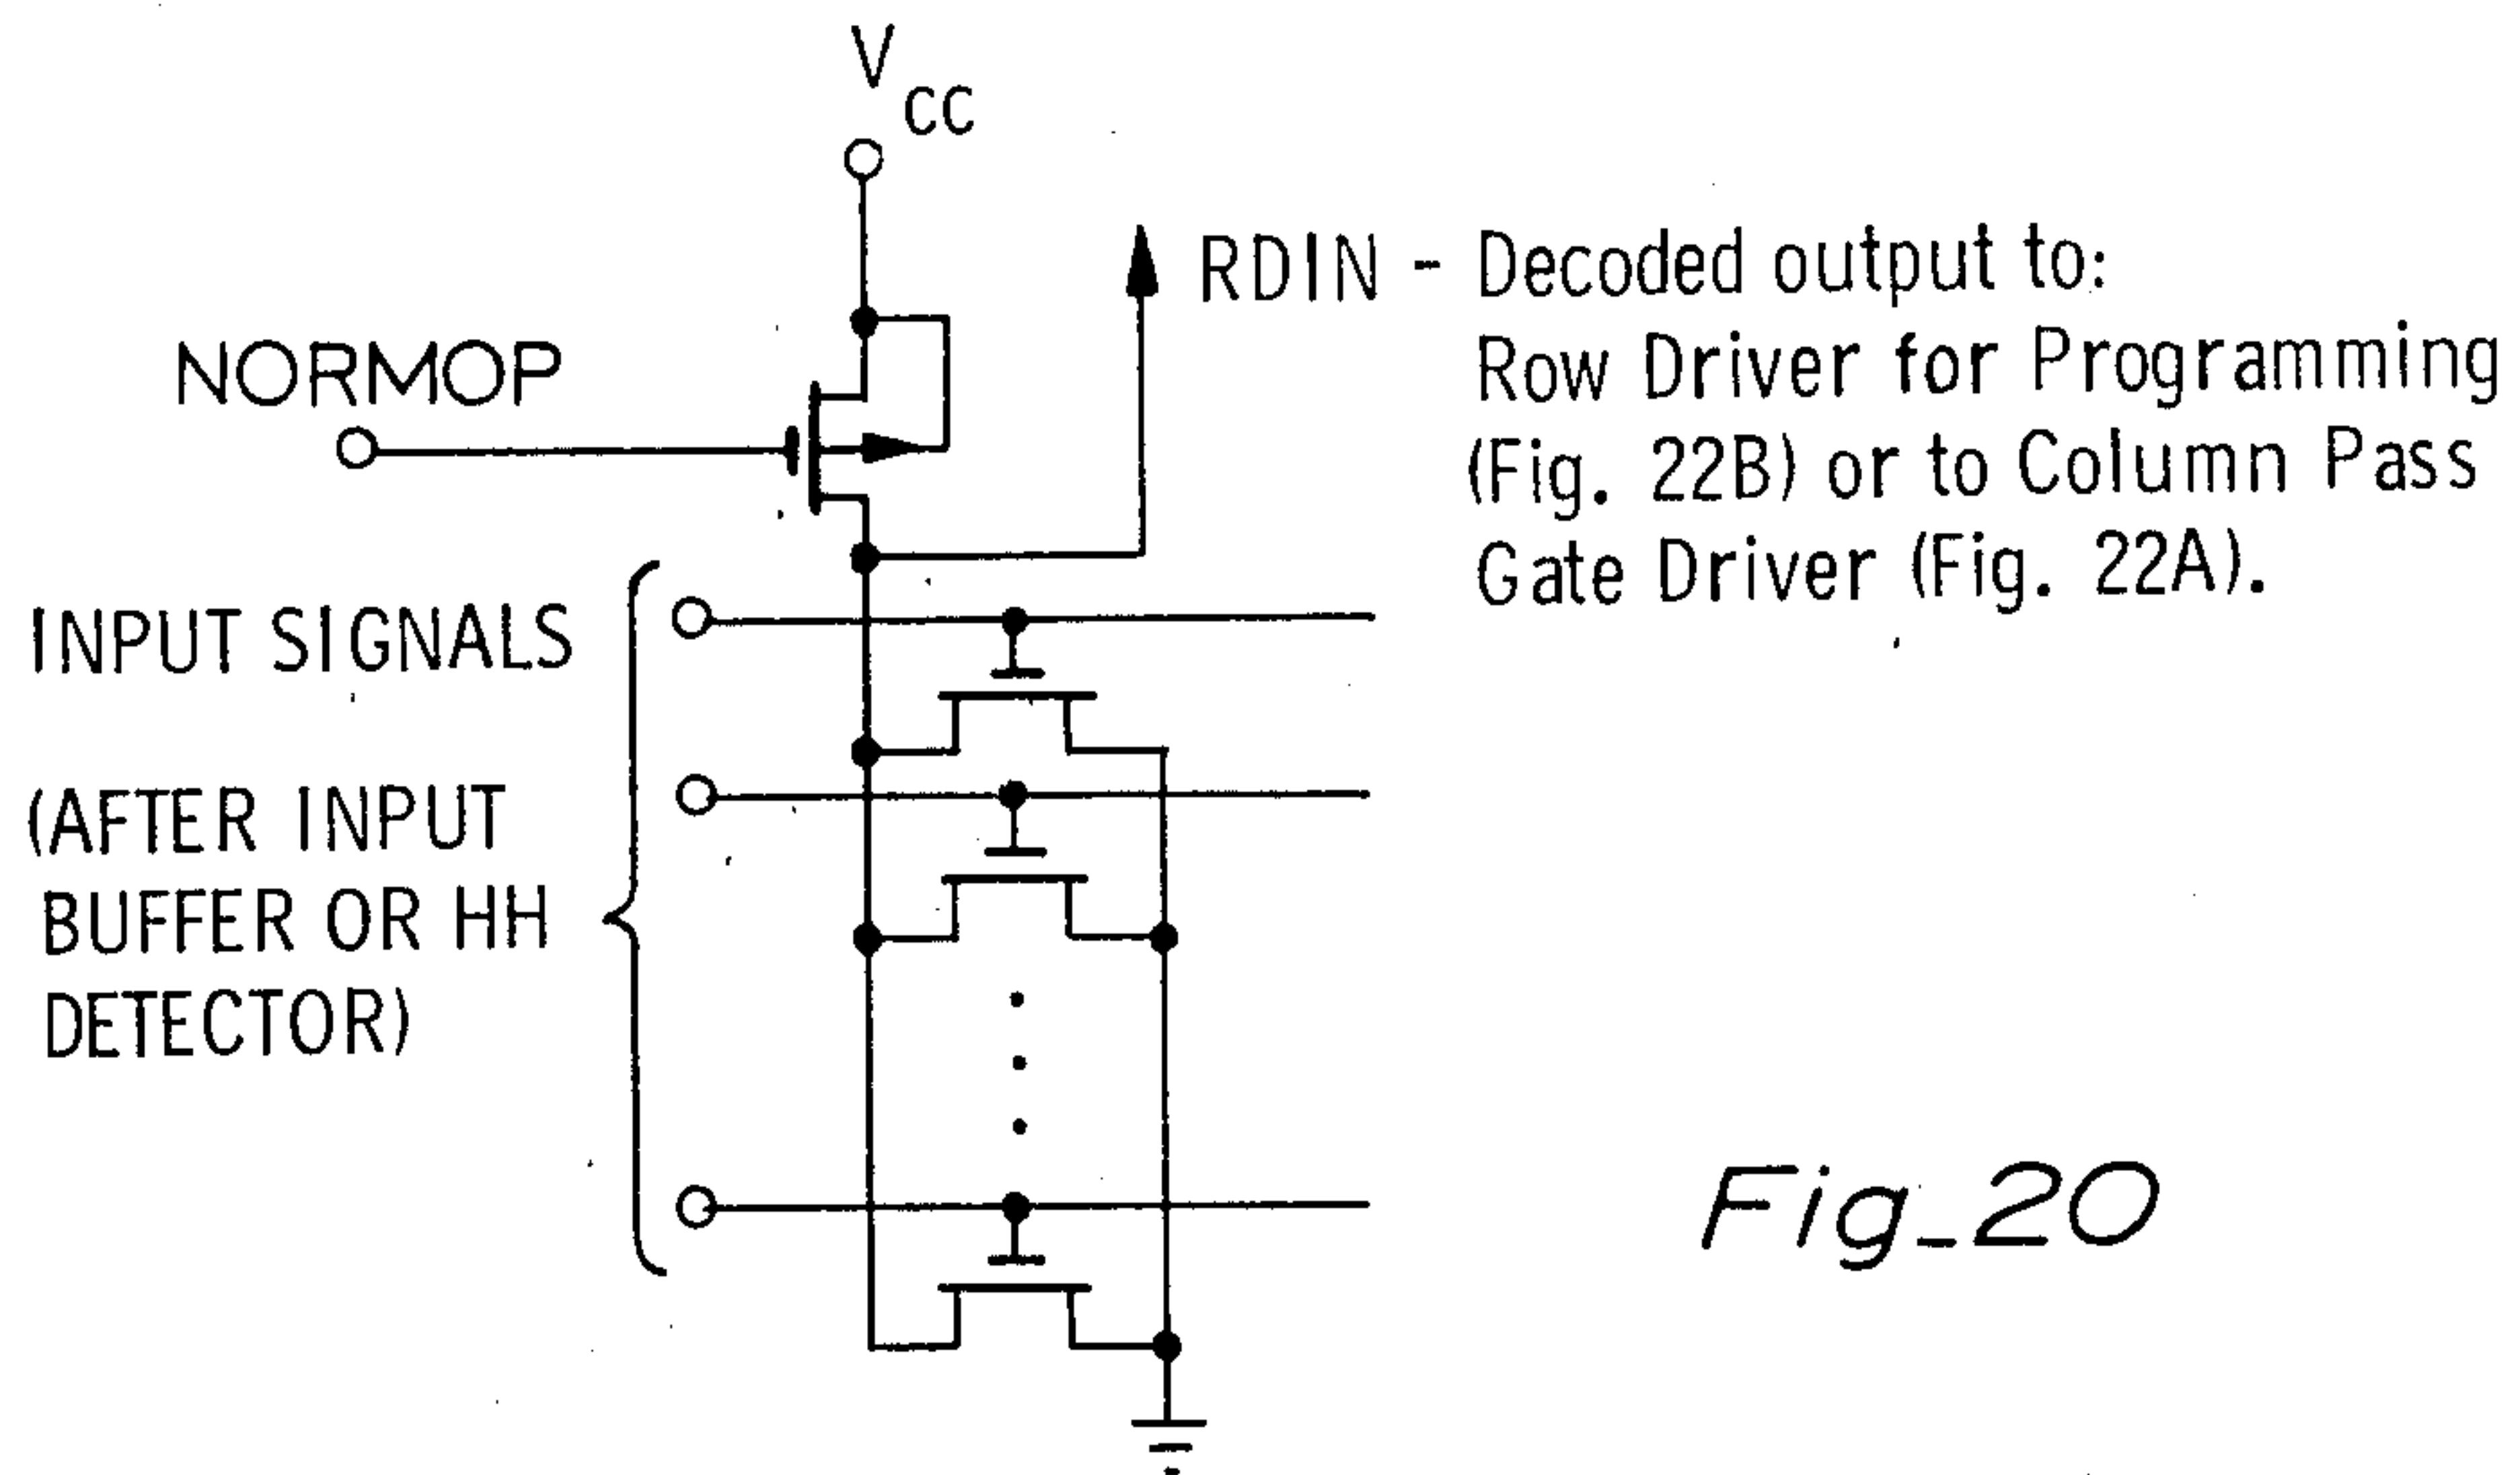 V CC
RDIN - Decoded output to:
Row Driver for Programming
(Fig. 22B) or to Column Pass
Gate Driver (Fig. 22A).
NORMOP
INPUT SIGNALS
(AFTER INPUT
BUFFER OR HH
DETECTOR)
Fig_20